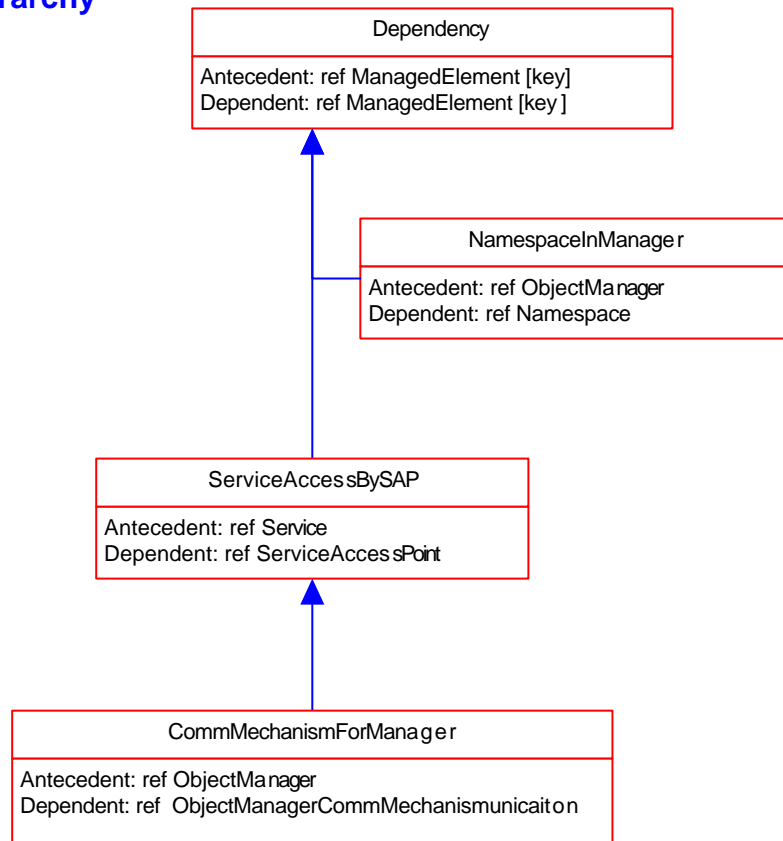 rarchy
Dependency
Antecedent: ref ManagedElement [key]
Dependent: ref ManagedElement [key]
NamespaceInManager
Antecedent: ref ObjectManager
Dependent: ref Namespace
ServiceAccessBySAP
Antecedent: ref Service
Dependent: ref ServiceAccessPoint
CommMechanismForManager
Antecedent: ref ObjectManager
Dependent: ref ObjectManagerCommMechanismunicaiton